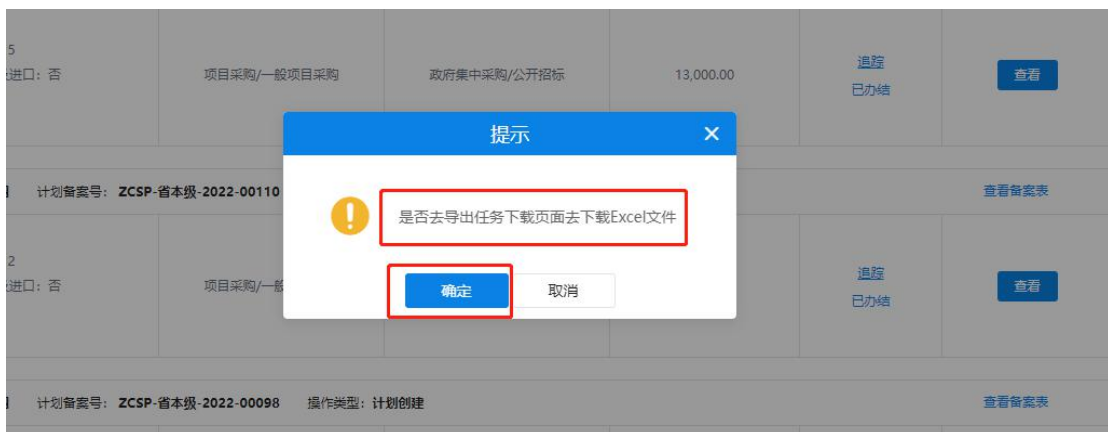 5
进口：否
项目采购/一般项目采购
政府集中采购/公开招标
13,000.00
追踪
已办结
查看
提示
计划备案号：ZCSP-省本级-2022-00110
查看备案表
是否去导出任务下载页面去下载Excel文件
2
进口：否
项目采购/一般
追踪
已办结
查看
确定
取消
计划备案号：ZCSP-省本级-2022-00098 操作类型：计划创建
查看备案表